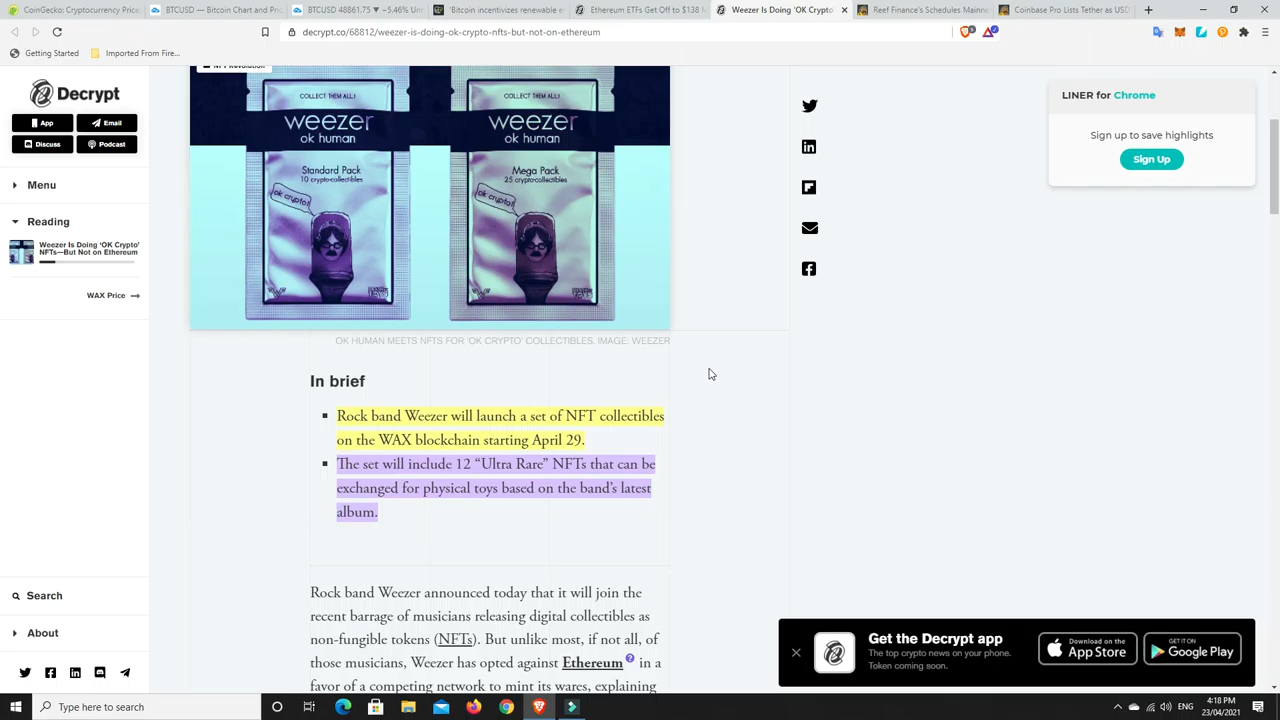 CoinGecko: Cryptocurrency Price
BTCUSD — Bitcoin Chart and Pric
BTCUSD 48861.75 ▼ −5.46% Un
'Bitcoin incentivizes renewable e
Ethereum ETFs Get Off to $138 M
Weezer Is Doing 'OK Crypto'
Reef Finance's Schedules Mainne
Coinbase Pro Lists Tether as USD
decrypt.co/68812/weezer-is-doing-ok-crypto-nfts-but-not-on-ethereum
Getting Started
Imported From Fire...
Decrypt
App
Email
Discuss
Podcast
Menu
Reading
Weezer Is Doing 'OK Crypto'
NFTs—But Not on Ethereum
WAX Price
Search
About
COLLECT THEM ALL!
weezer
ok human
Standard Pack
10 crypto-collectibles
ok crypto!
COLLECT THEM ALL!
weezer
ok human
Mega Pack
25 crypto-collectibles
ok crypto!
OK HUMAN MEETS NFTS FOR 'OK CRYPTO' COLLECTIBLES. IMAGE: WEEZER
In brief
Rock band Weezer will launch a set of NFT collectibles
on the WAX blockchain starting April 29.
The set will include 12 “Ultra Rare” NFTs that can be
exchanged for physical toys based on the band’s latest
album.
Rock band Weezer announced today that it will join the
recent barrage of musicians releasing digital collectibles as
non-fungible tokens (NFTs). But unlike most, if not all, of
those musicians, Weezer has opted against Ethereum in a
favor of a competing network to mint its wares, explaining
LINER for Chrome
Sign up to save highlights
Sign Up
Get the Decrypt app
The top crypto news on your phone.
Token coming soon.
Download on the
App Store
GET IT ON
Google Play
Type here to search
ENG
4:18 PM
23/04/2021